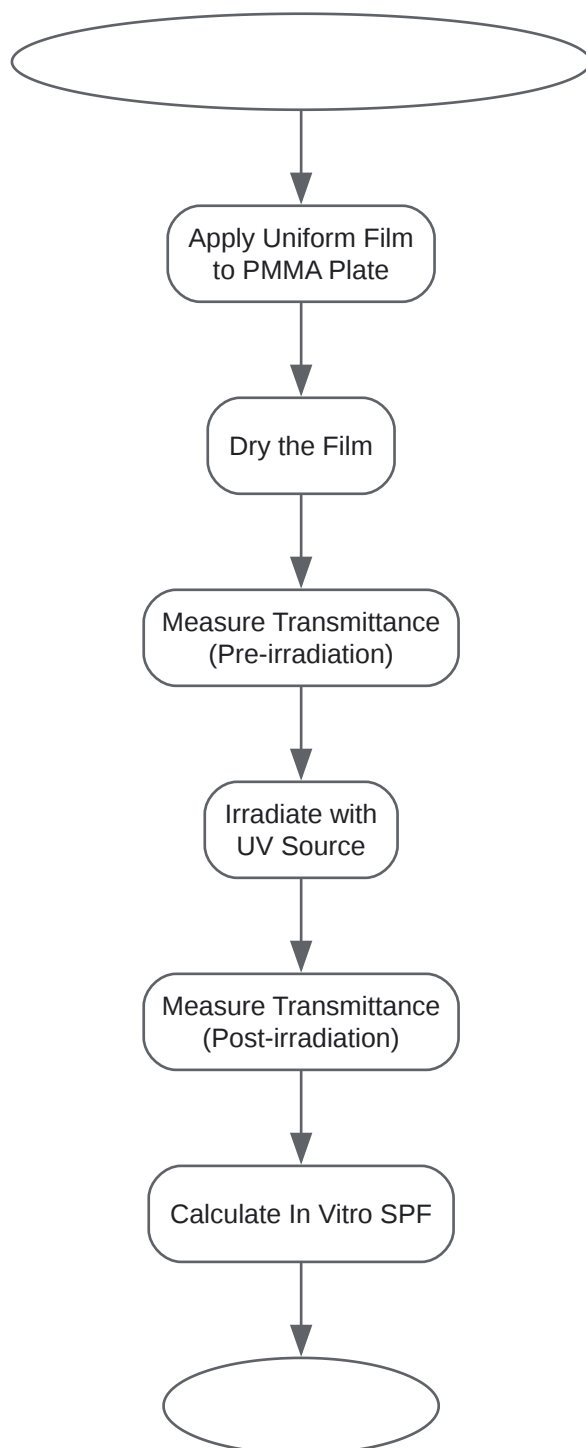 Apply Uniform Film
to PMMA Plate
Dry the Film
Measure Transmittance
(Pre-irradiation)
Irradiate with
UV Source
Measure Transmittance
(Post-irradiation)
Calculate In Vitro SPF